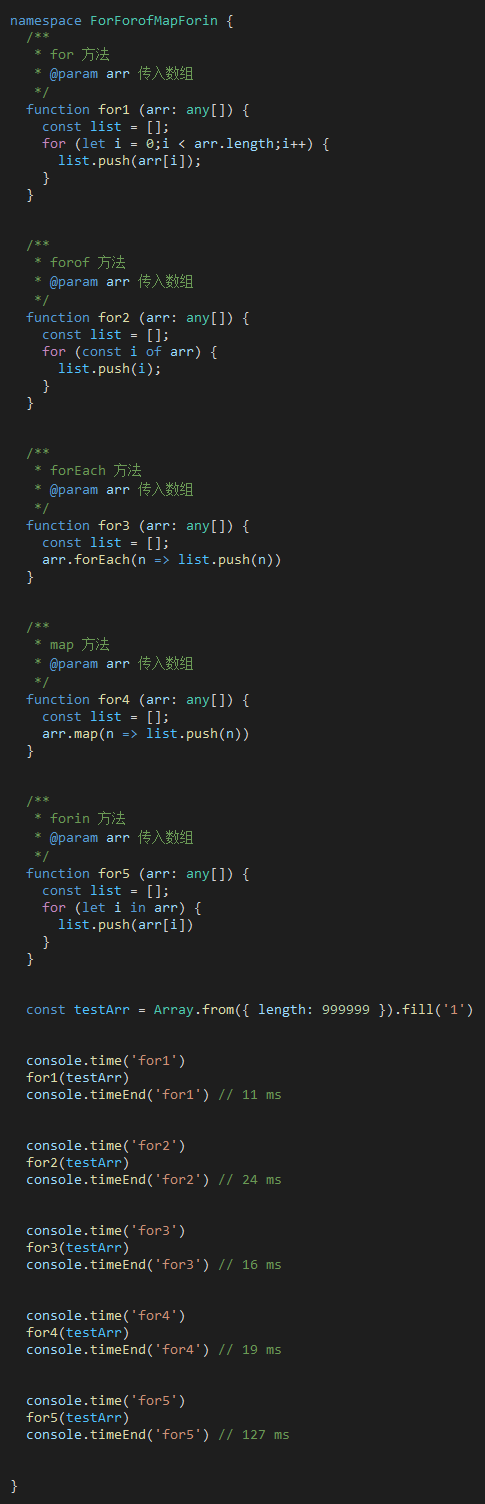 namespace ForForofMapForin {
  /**
   * for 方法
   * @param arr 传入数组
   */
  function for1 (arr: any[]) {
    const list = [];
    for (let i = 0;i < arr.length;i++) {
      list.push(arr[i]);
    }
  }
  /**
   * forof 方法
   * @param arr 传入数组
   */
  function for2 (arr: any[]) {
    const list = [];
    for (const i of arr) {
      list.push(i);
    }
  }
  /**
   * forEach 方法
   * @param arr 传入数组
   */
  function for3 (arr: any[]) {
    const list = [];
    arr.forEach(n => list.push(n))
  }
  /**
   * map 方法
   * @param arr 传入数组
   */
  function for4 (arr: any[]) {
    const list = [];
    arr.map(n => list.push(n))
  }
  /**
   * forin 方法
   * @param arr 传入数组
   */
  function for5 (arr: any[]) {
    const list = [];
    for (let i in arr) {
      list.push(arr[i])
    }
  }
  const testArr = Array.from({ length: 999999 }).fill('1')
  console.time('for1')
  for1(testArr)
  console.timeEnd('for1') // 11 ms
  console.time('for2')
  for2(testArr)
  console.timeEnd('for2') // 24 ms
  console.time('for3')
  for3(testArr)
  console.timeEnd('for3') // 16 ms
  console.time('for4')
  for4(testArr)
  console.timeEnd('for4') // 19 ms
  console.time('for5')
  for5(testArr)
  console.timeEnd('for5') // 127 ms
}